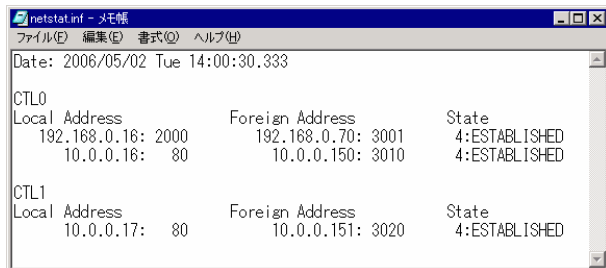 netstat.inf - メモ帳
ファイル(F) 編集(E) 書式(O) ヘルプ(H)
Date: 2006/05/02 Tue 14:00:30.333
CTL0
Local Address Foreign Address State
192.168.0.16: 2000 192.168.0.70: 3001 4:ESTABLISHED
10.0.0.16: 80 10.0.0.150: 3010 4:ESTABLISHED
CTL1
Local Address Foreign Address State
10.0.0.17: 80 10.0.0.151: 3020 4:ESTABLISHED